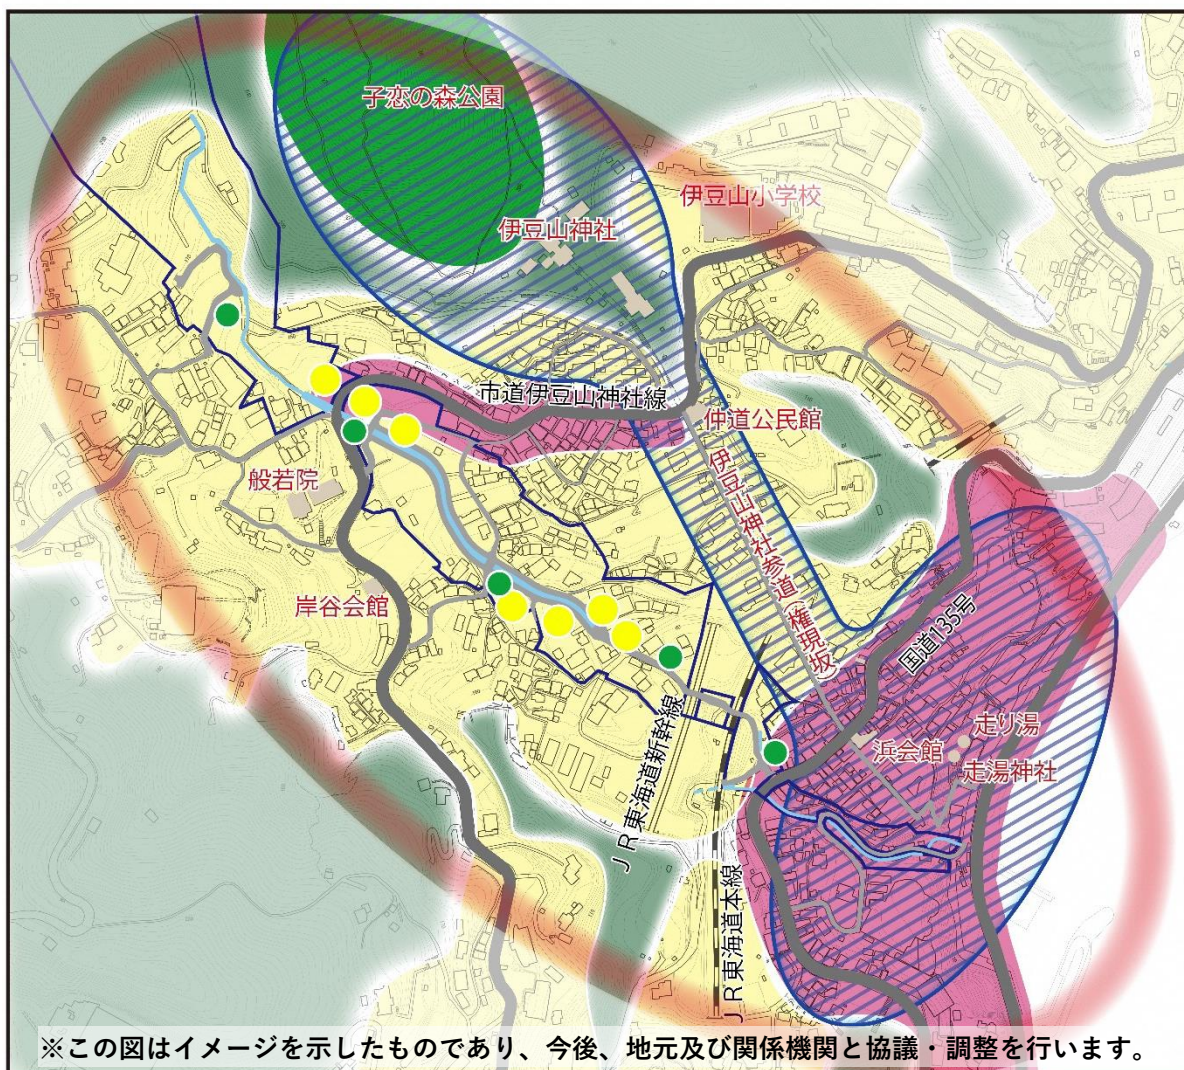 子恋の森公園
伊豆山小学校
伊豆山神社
市道伊豆山神社線
仲道公民館
伊豆山神社参道（権現坂）
般若院
岸谷会館
国道135号
走り湯
浜会館
走湯神社
ＪＲ東海道新幹線
ＪＲ東海道本線
※この図はイメージを示したものであり、今後、地元及び関係機関と協議・調整を行います。